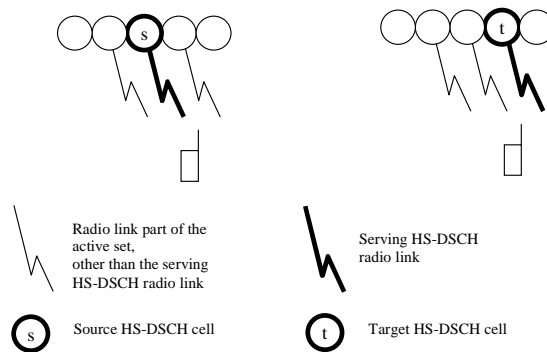 s
t
Radio link part of the
active set,
other than the serving
HS-DSCH radio link
Serving HS-DSCH
radio link
s
Source HS-DSCH cell
t
Target HS-DSCH cell